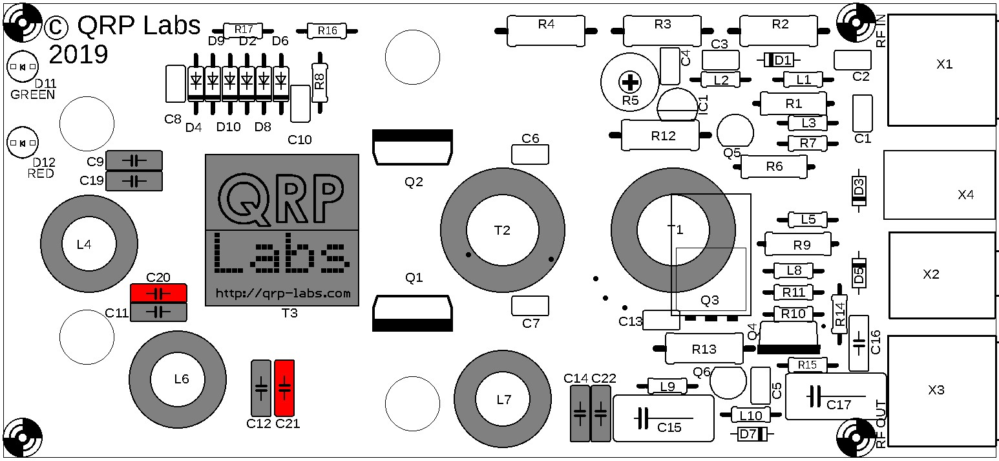 © QRP Labs
2019
R17
R16
R4
R3
R2
RF IN
D9
D2
D6
C4
C3
D1
C2
X1
D11
GREEN
R8
L2
L1
R5
IC1
R1
C8
D4
D10
D8
C10
L3
C1
R12
C6
Q5
R7
D12
RED
C9
C19
Q2
R6
D3
X4
QRP
Labs
http://qrp-labs.com
T3
L4
T2
T1
L5
R9
C20
C11
Q1
L8
D5
X2
R11
Q3
R10
R14
C7
C13
Q4
C16
R13
R15
L6
L7
C14
C22
Q6
L9
C5
C17
X3
C12
C21
C15
L10
D7
RF OUT